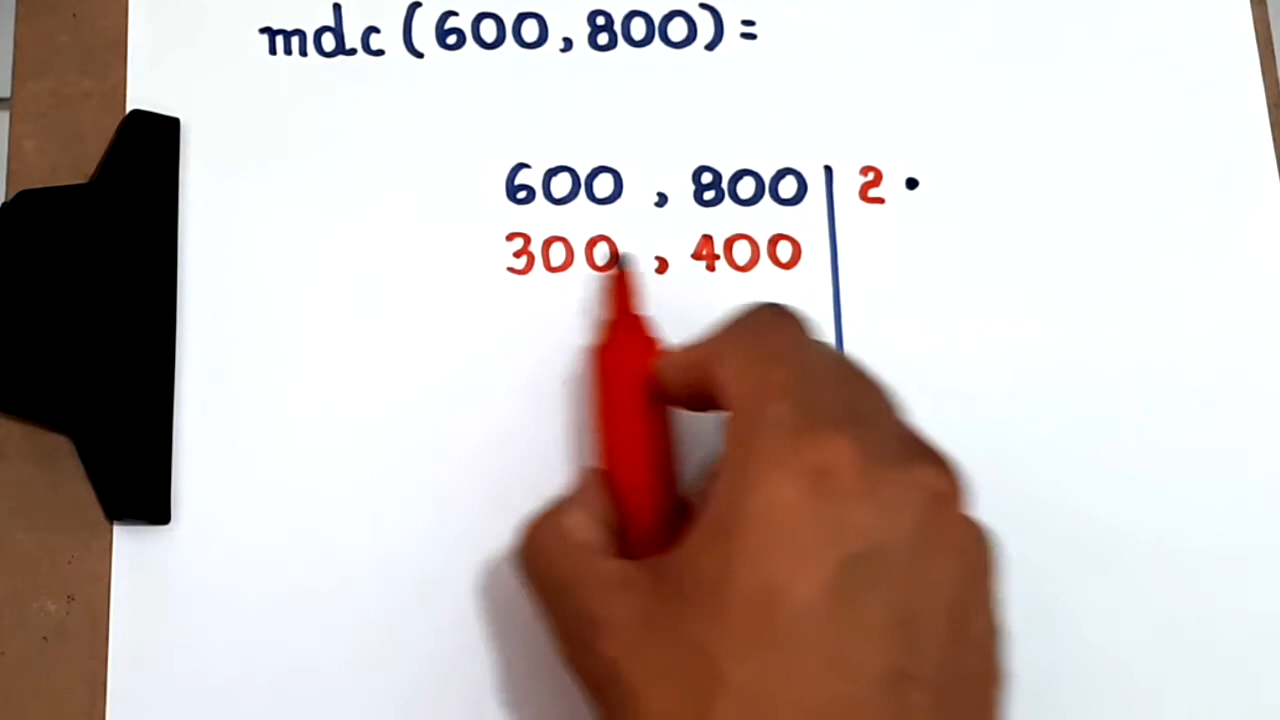 mdc (600, 800) =
600 , 800 | 2 •
300 , 400